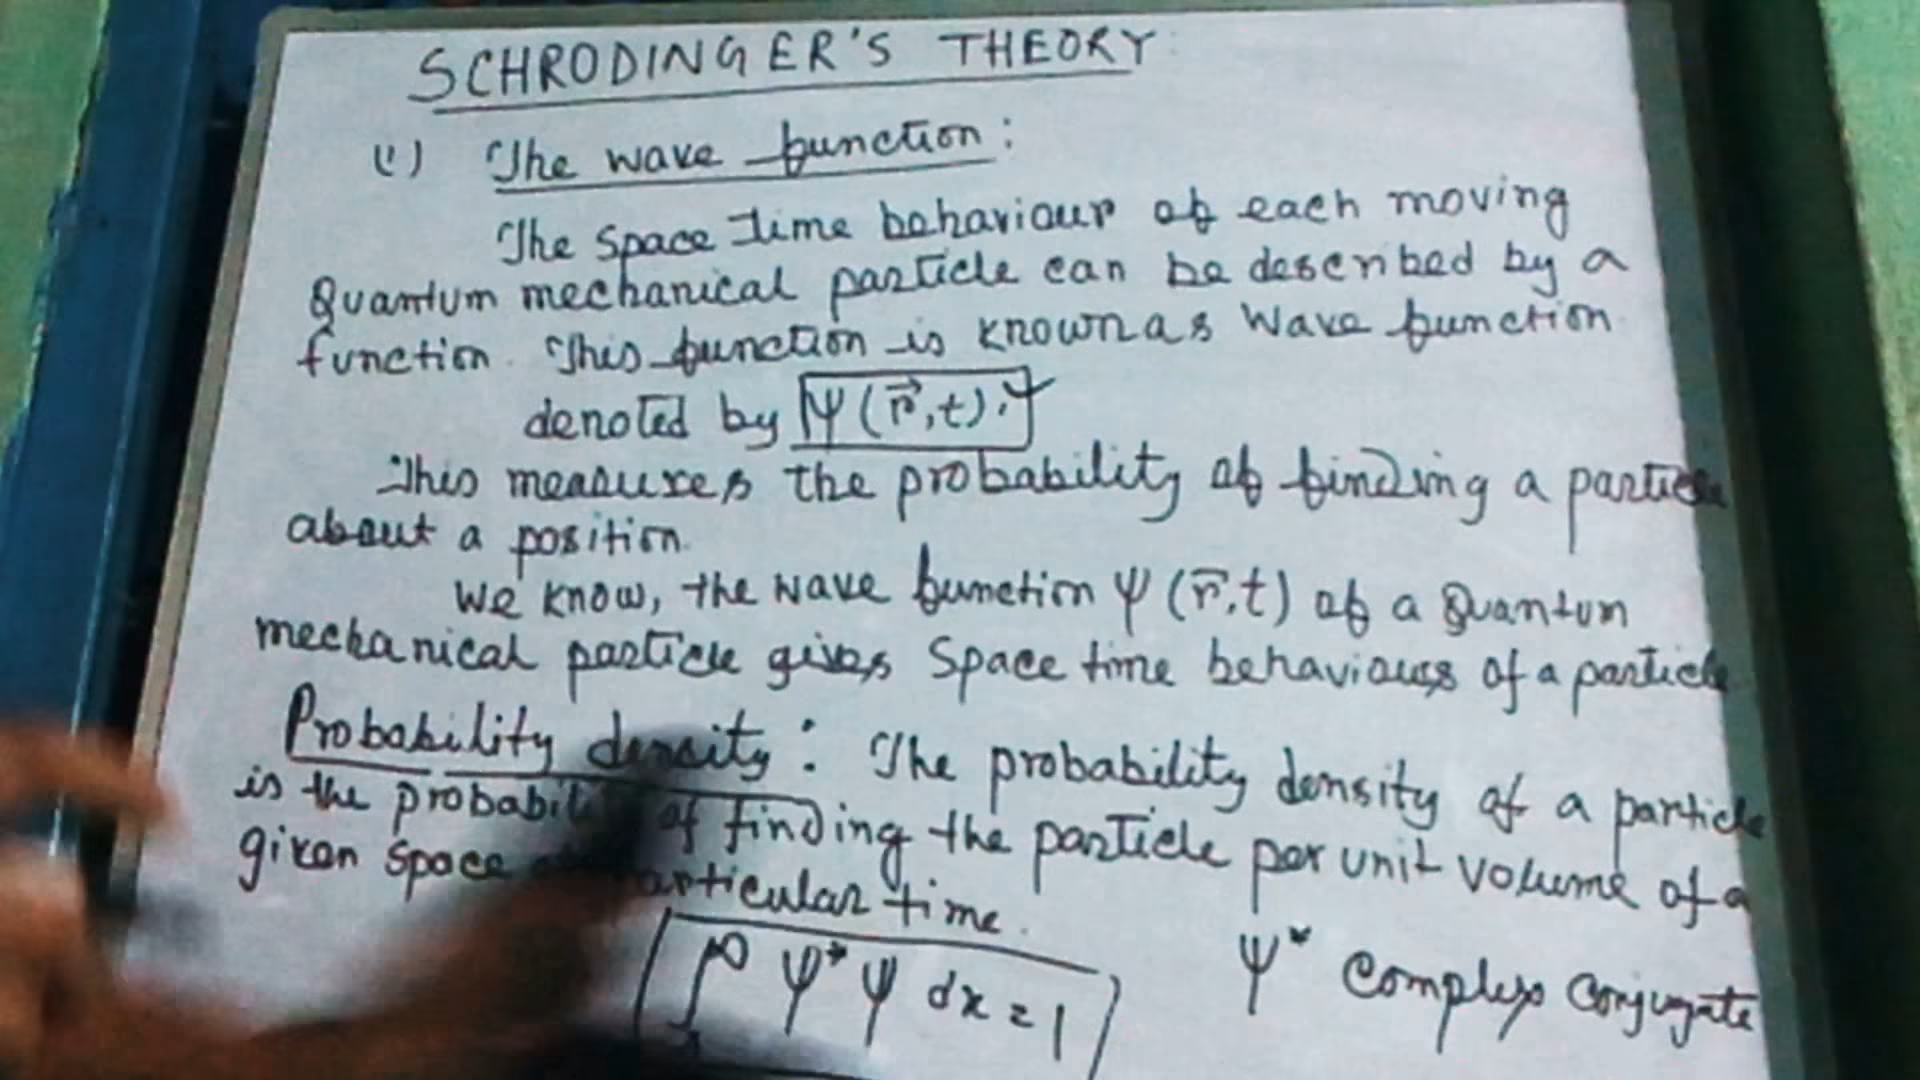 SCHRODINGER'S THEORY
(i) The wave function:
The space time behaviour of each moving
Quantum mechanical particle can be described by a
function. This function is known as Wave function
denoted by ψ(r⃗,t).
This measures the probability of finding a particle
about a position.
We know, the wave function ψ(r⃗,t) of a Quantum
mechanical particle gives Space time behaviours of a particle
Probability density: The probability density of a particle
is the of finding the particle per unit volume of a
given space time.
∫ ∞ ψ* ψ dx = 1
ψ* Complex Conjugate